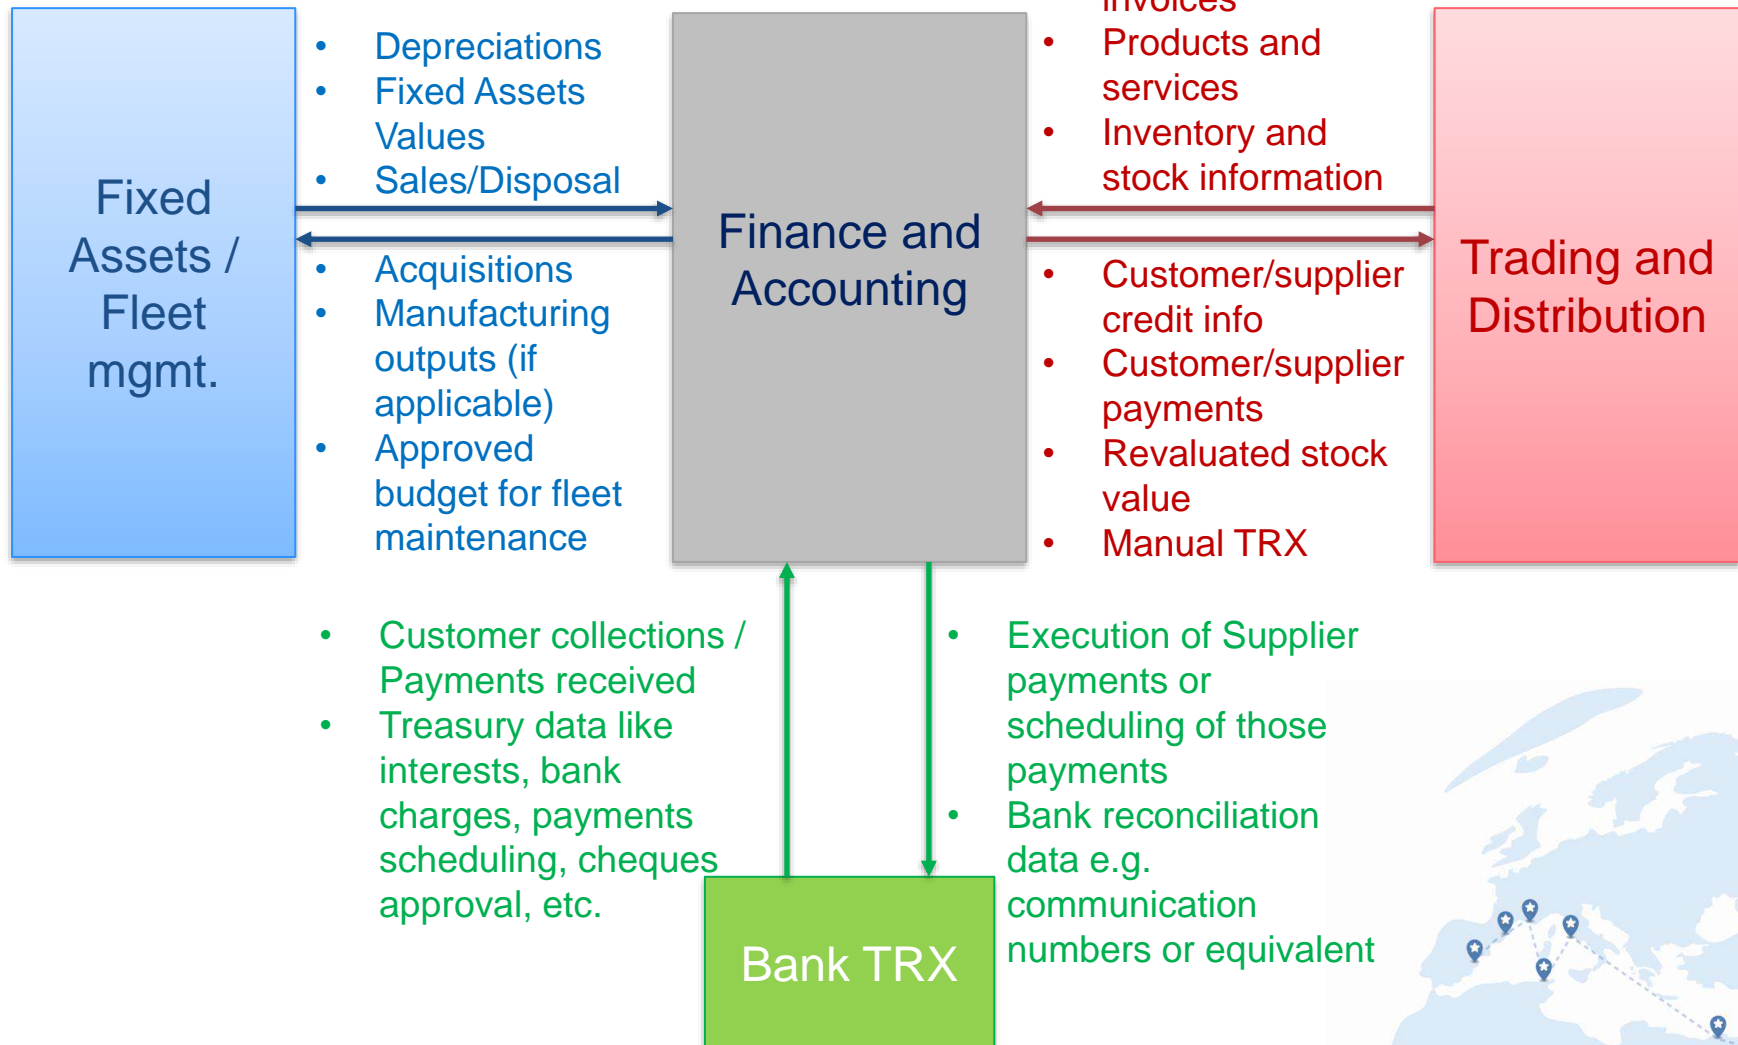 Fixed
Assets /
Fleet
mgmt.
• Depreciations
• Fixed Assets
Values
• Sales/Disposal
• Acquisitions
• Manufacturing
outputs (if
applicable)
• Approved
budget for fleet
maintenance
Finance and
Accounting
invoices
• Products and
services
• Inventory and
stock information
• Customer/supplier
credit info
• Customer/supplier
payments
• Revaluated stock
value
• Manual TRX
Trading and
Distribution
• Customer collections /
Payments received
• Treasury data like
interests, bank
charges, payments
scheduling, cheques
approval, etc.
• Execution of Supplier
payments or
scheduling of those
payments
• Bank reconciliation
data e.g.
communication
numbers or equivalent
Bank TRX